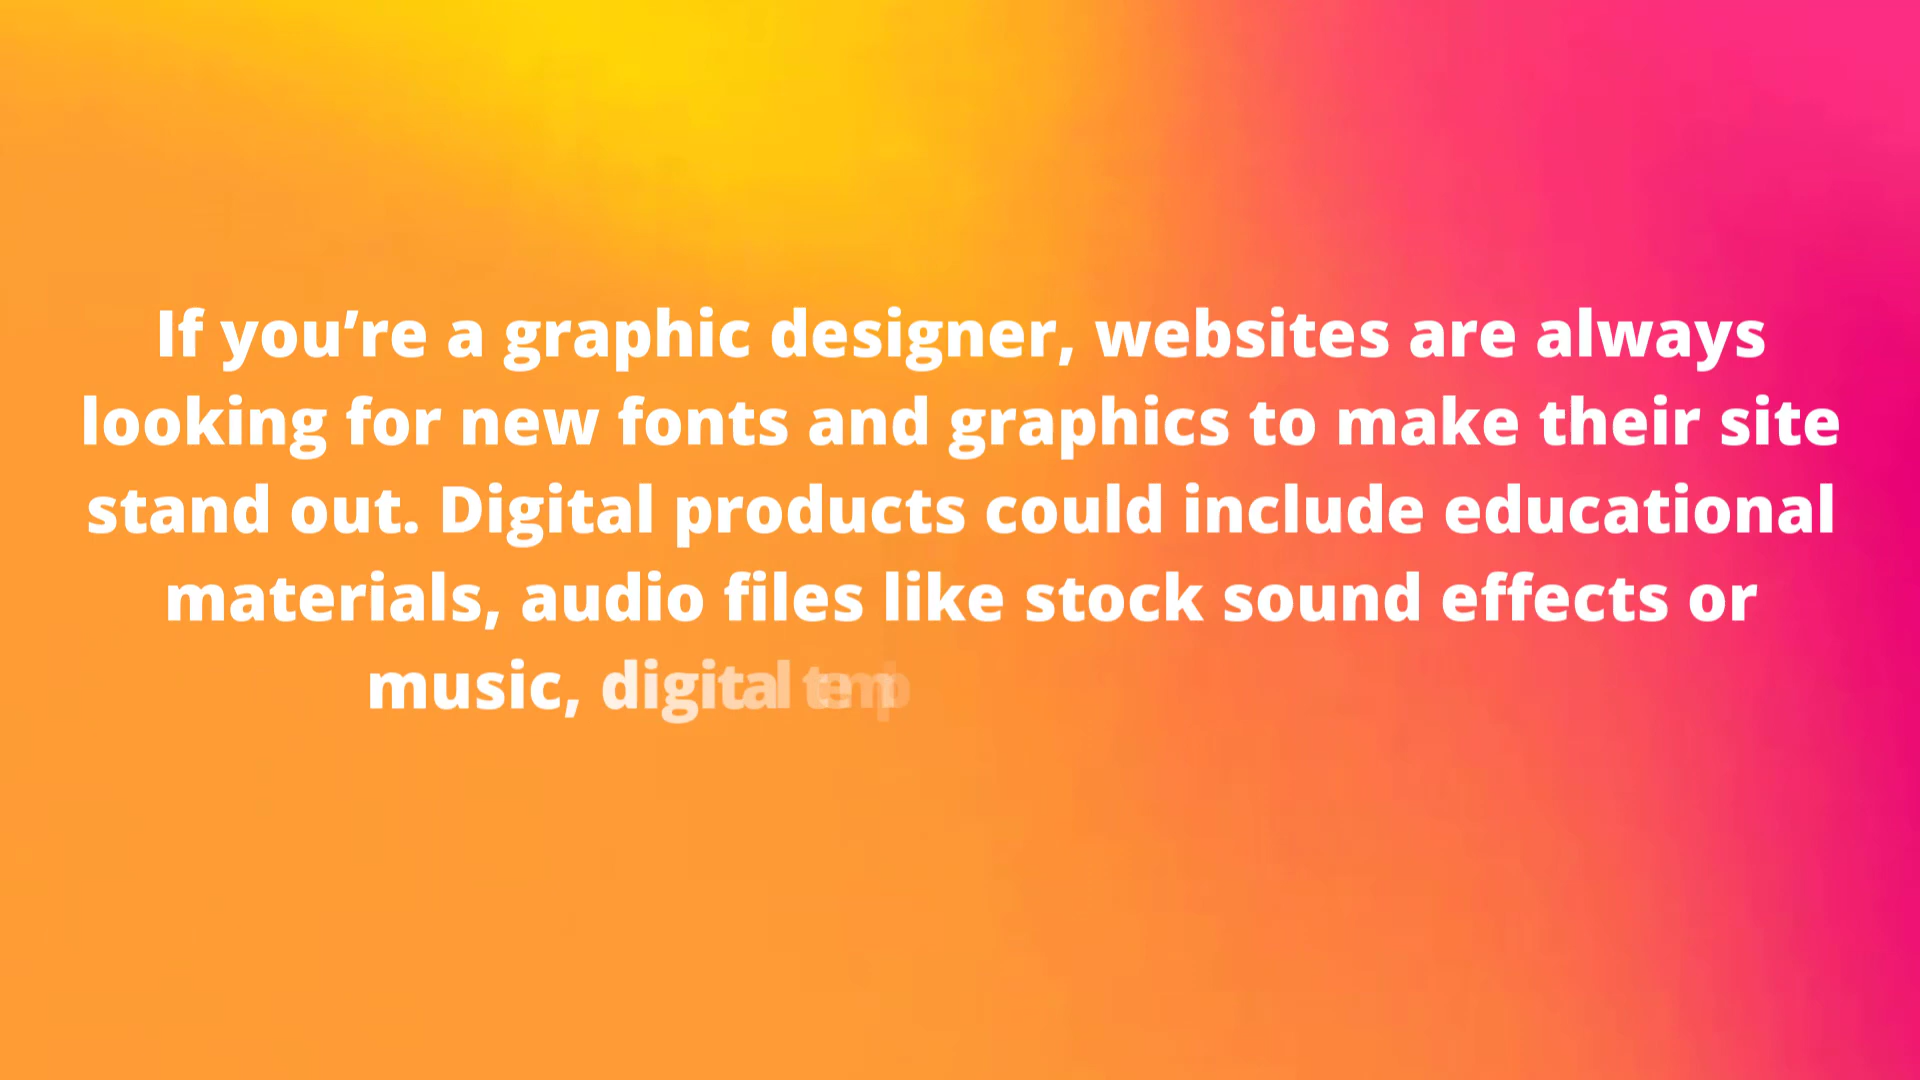 If you’re a graphic designer, websites are always
looking for new fonts and graphics to make their site
stand out. Digital products could include educational
materials, audio files like stock sound effects or
music, digital